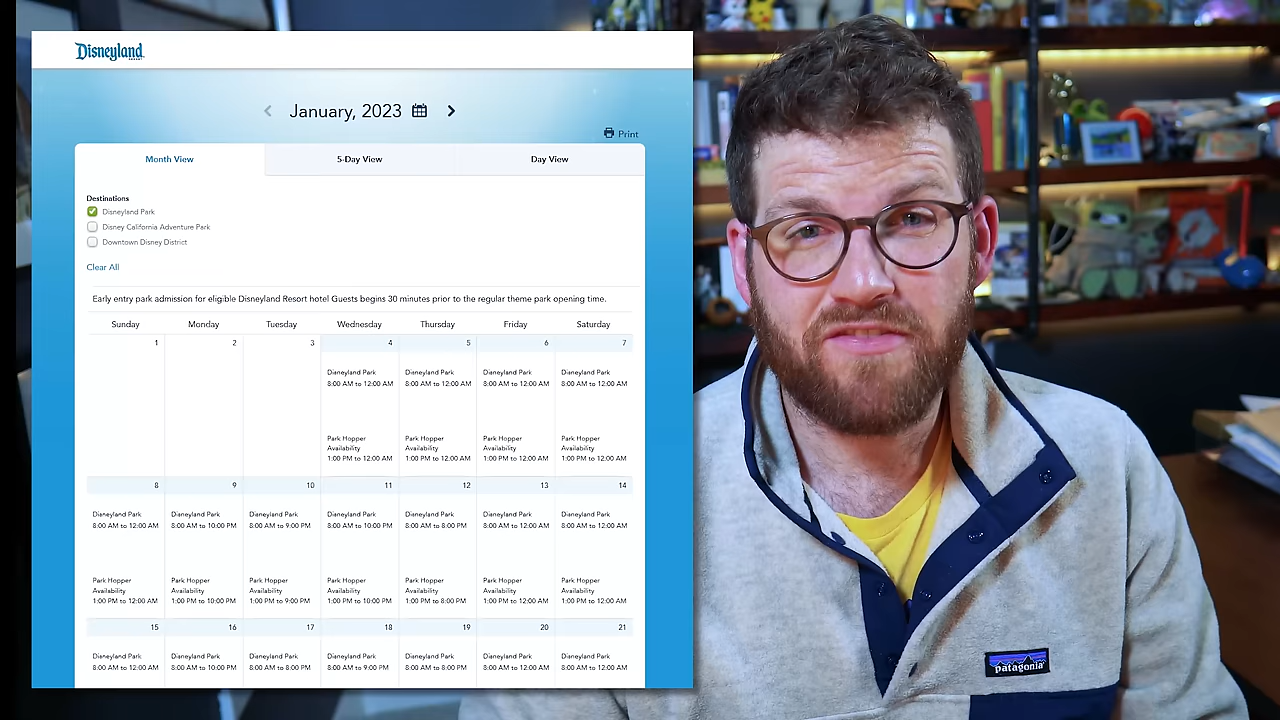 Disneyland
January, 2023
Print
Month View 5-Day View Day View
Destinations
Disneyland Park
Disney California Adventure Park
Downtown Disney District
Clear All
Early entry park admission for eligible Disneyland Resort hotel Guests begins 30 minutes prior to the regular theme park opening time.
Sunday Monday Tuesday Wednesday Thursday Friday Saturday
1 2 3 4 5 6 7
Disneyland Park Disneyland Park Disneyland Park Disneyland Park
8:00 AM to 12:00 AM 8:00 AM to 12:00 AM 8:00 AM to 12:00 AM 8:00 AM to 12:00 AM
Park Hopper Park Hopper Park Hopper Park Hopper
Availability Availability Availability Availability
1:00 PM to 12:00 AM 1:00 PM to 12:00 AM 1:00 PM to 12:00 AM 1:00 PM to 12:00 AM
8 9 10 11 12 13 14
Disneyland Park Disneyland Park Disneyland Park Disneyland Park Disneyland Park Disneyland Park Disneyland Park
8:00 AM to 12:00 AM 8:00 AM to 10:00 PM 8:00 AM to 9:00 PM 8:00 AM to 10:00 PM 8:00 AM to 8:00 PM 8:00 AM to 12:00 AM 8:00 AM to 12:00 AM
Park Hopper Park Hopper Park Hopper Park Hopper Park Hopper Park Hopper Park Hopper
Availability Availability Availability Availability Availability Availability Availability
1:00 PM to 12:00 AM 1:00 PM to 10:00 PM 1:00 PM to 9:00 PM 1:00 PM to 10:00 PM 1:00 PM to 8:00 PM 1:00 PM to 12:00 AM 1:00 PM to 12:00 AM
15 16 17 18 19 20 21
Disneyland Park Disneyland Park Disneyland Park Disneyland Park Disneyland Park Disneyland Park Disneyland Park
8:00 AM to 12:00 AM 8:00 AM to 10:00 PM 8:00 AM to 8:00 PM 8:00 AM to 9:00 PM 8:00 AM to 8:00 PM 8:00 AM to 12:00 AM 8:00 AM to 12:00 AM
patagonia